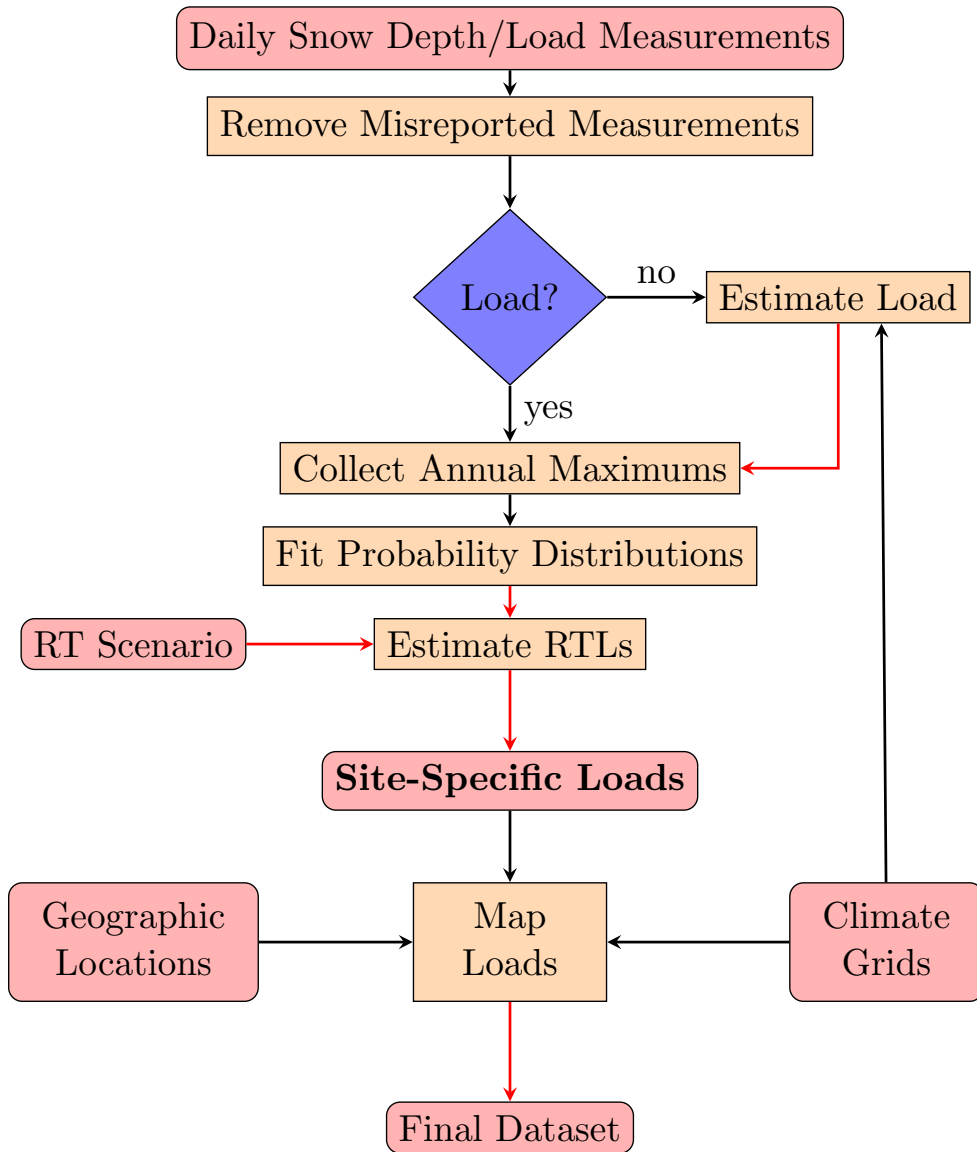 Daily Snow Depth/Load Measurements
Remove Misreported Measurements
Load?
no
Estimate Load
yes
Collect Annual Maximums
Fit Probability Distributions
RT Scenario
Estimate RTLs
Site-Specific Loads
Geographic
Locations
Map
Loads
Climate
Grids
Final Dataset